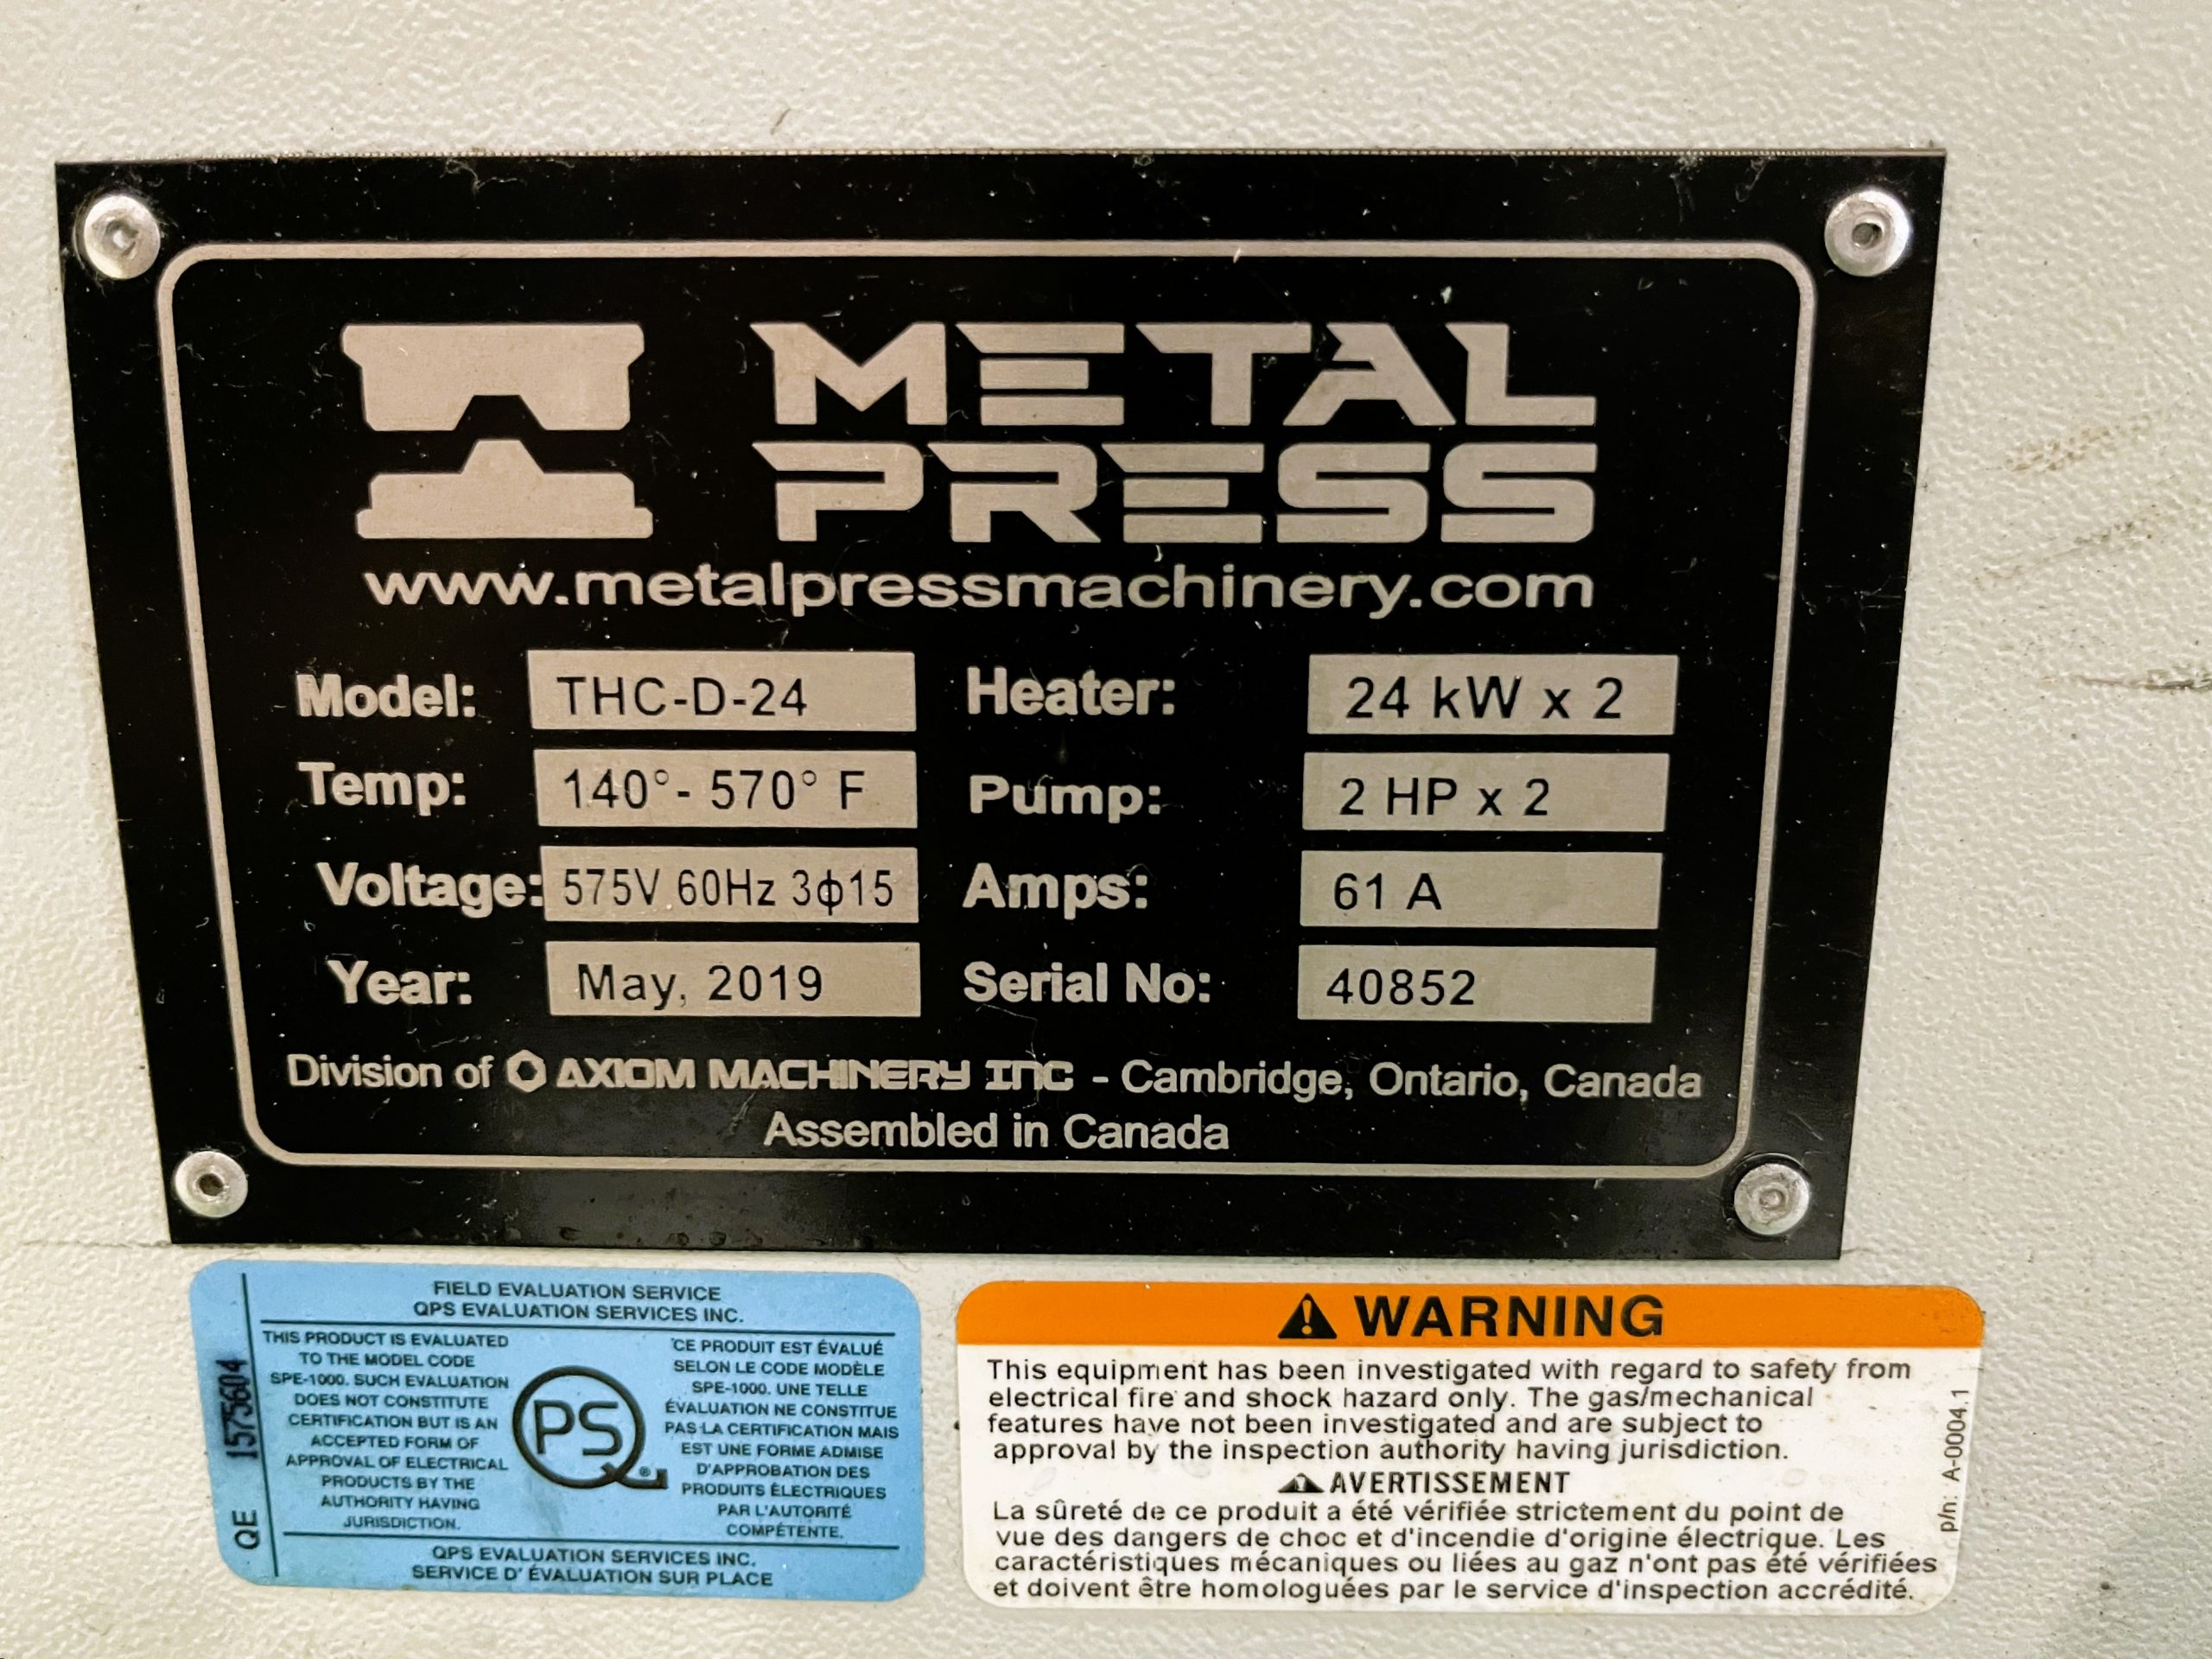 METAL
PRESS
www.metalpressmachinery.com
Model: THC-D-24 Heater: 24 kW x 2
Temp: 140°- 570° F Pump: 2 HP x 2
Voltage: 575V 60Hz 3ϕ15 Amps: 61 A
Year: May, 2019 Serial No: 40852
Division of AXIOM MACHINERY INC - Cambridge, Ontario, Canada
Assembled in Canada
FIELD EVALUATION SERVICE
QPS EVALUATION SERVICES INC.
THIS PRODUCT IS EVALUATED
TO THE MODEL CODE
SPE-1000. SUCH EVALUATION
DOES NOT CONSTITUTE
CERTIFICATION BUT IS AN
ACCEPTED FORM OF
APPROVAL OF ELECTRICAL
PRODUCTS BY THE
AUTHORITY HAVING
JURISDICTION.
QPS ®
CE PRODUIT EST ÉVALUÉ
SELON LE CODE MODÈLE
SPE-1000. UNE TELLE
ÉVALUATION NE CONSTITUE
PAS LA CERTIFICATION MAIS
EST UNE FORME ADMISE
D'APPROBATION DES
PRODUITS ÉLECTRIQUES
PAR L'AUTORITÉ
COMPÉTENTE.
QPS EVALUATION SERVICES INC.
SERVICE D' ÉVALUATION SUR PLACE
QE 1575604
WARNING
This equipment has been investigated with regard to safety from
electrical fire and shock hazard only. The gas/mechanical
features have not been investigated and are subject to
approval by the inspection authority having jurisdiction.
AVERTISSEMENT
La sûreté de ce produit a été vérifiée strictement du point de
vue des dangers de choc et d'incendie d'origine électrique. Les
caractéristiques mécaniques ou liées au gaz n'ont pas été vérifiées
et doivent être homologuées par le service d'inspection accrédité.
p/n: A-0004.1